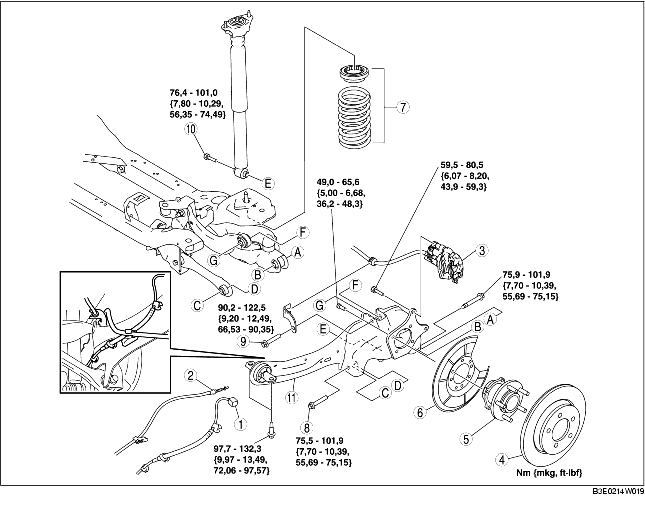 76,4 - 101,0
{7,80 - 10,29,
56,35 - 74,49}
10
E
7
59,5 - 80,5
{6,07 - 8,20,
43,9 - 59,3}
49,0 - 65,6
{5,00 - 6,68,
36,2 - 48,3}
F
A
G
B
D
C
3
75,9 - 101,9
{7,70 - 10,39,
55,69 - 75,15}
F
G
90,2 - 122,5
{9,20 - 12,49,
66,53 - 90,35}
9
E
B
A
2
1
11
8
C
D
6
5
4
97,7 - 132,3
{9,97 - 13,49,
72,06 - 97,57}
75,5 - 101,9
{7,70 - 10,39,
55,69 - 75,15}
Nm {mkg, ft-lbf}
B3E0214W019